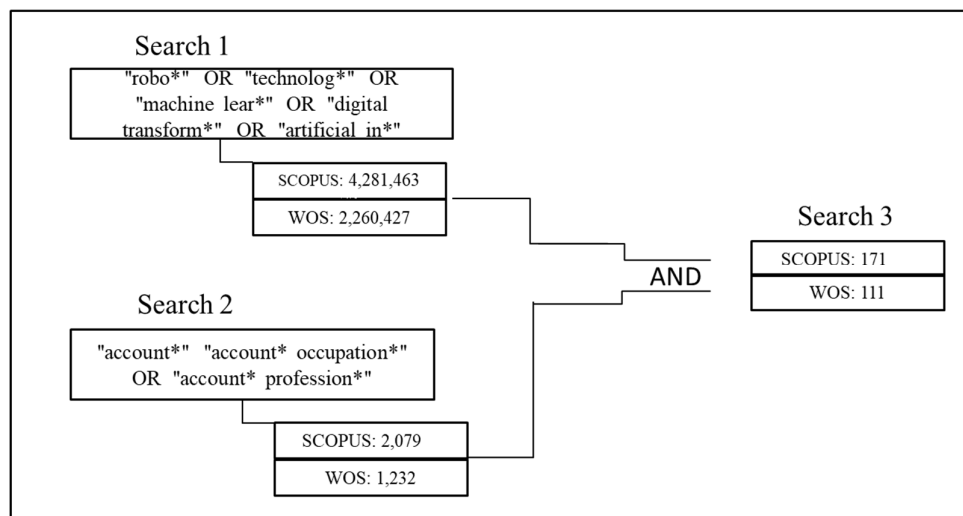 Search 1
"robo*" OR "technolog*" OR
"machine lear*" OR "digital
transform*" OR "artificial in*"
SCOPUS: 4,281,463
WOS: 2,260,427
Search 3
SCOPUS: 171
WOS: 111
AND
Search 2
"account*" "account* occupation*"
OR "account* profession*"
SCOPUS: 2,079
WOS: 1,232